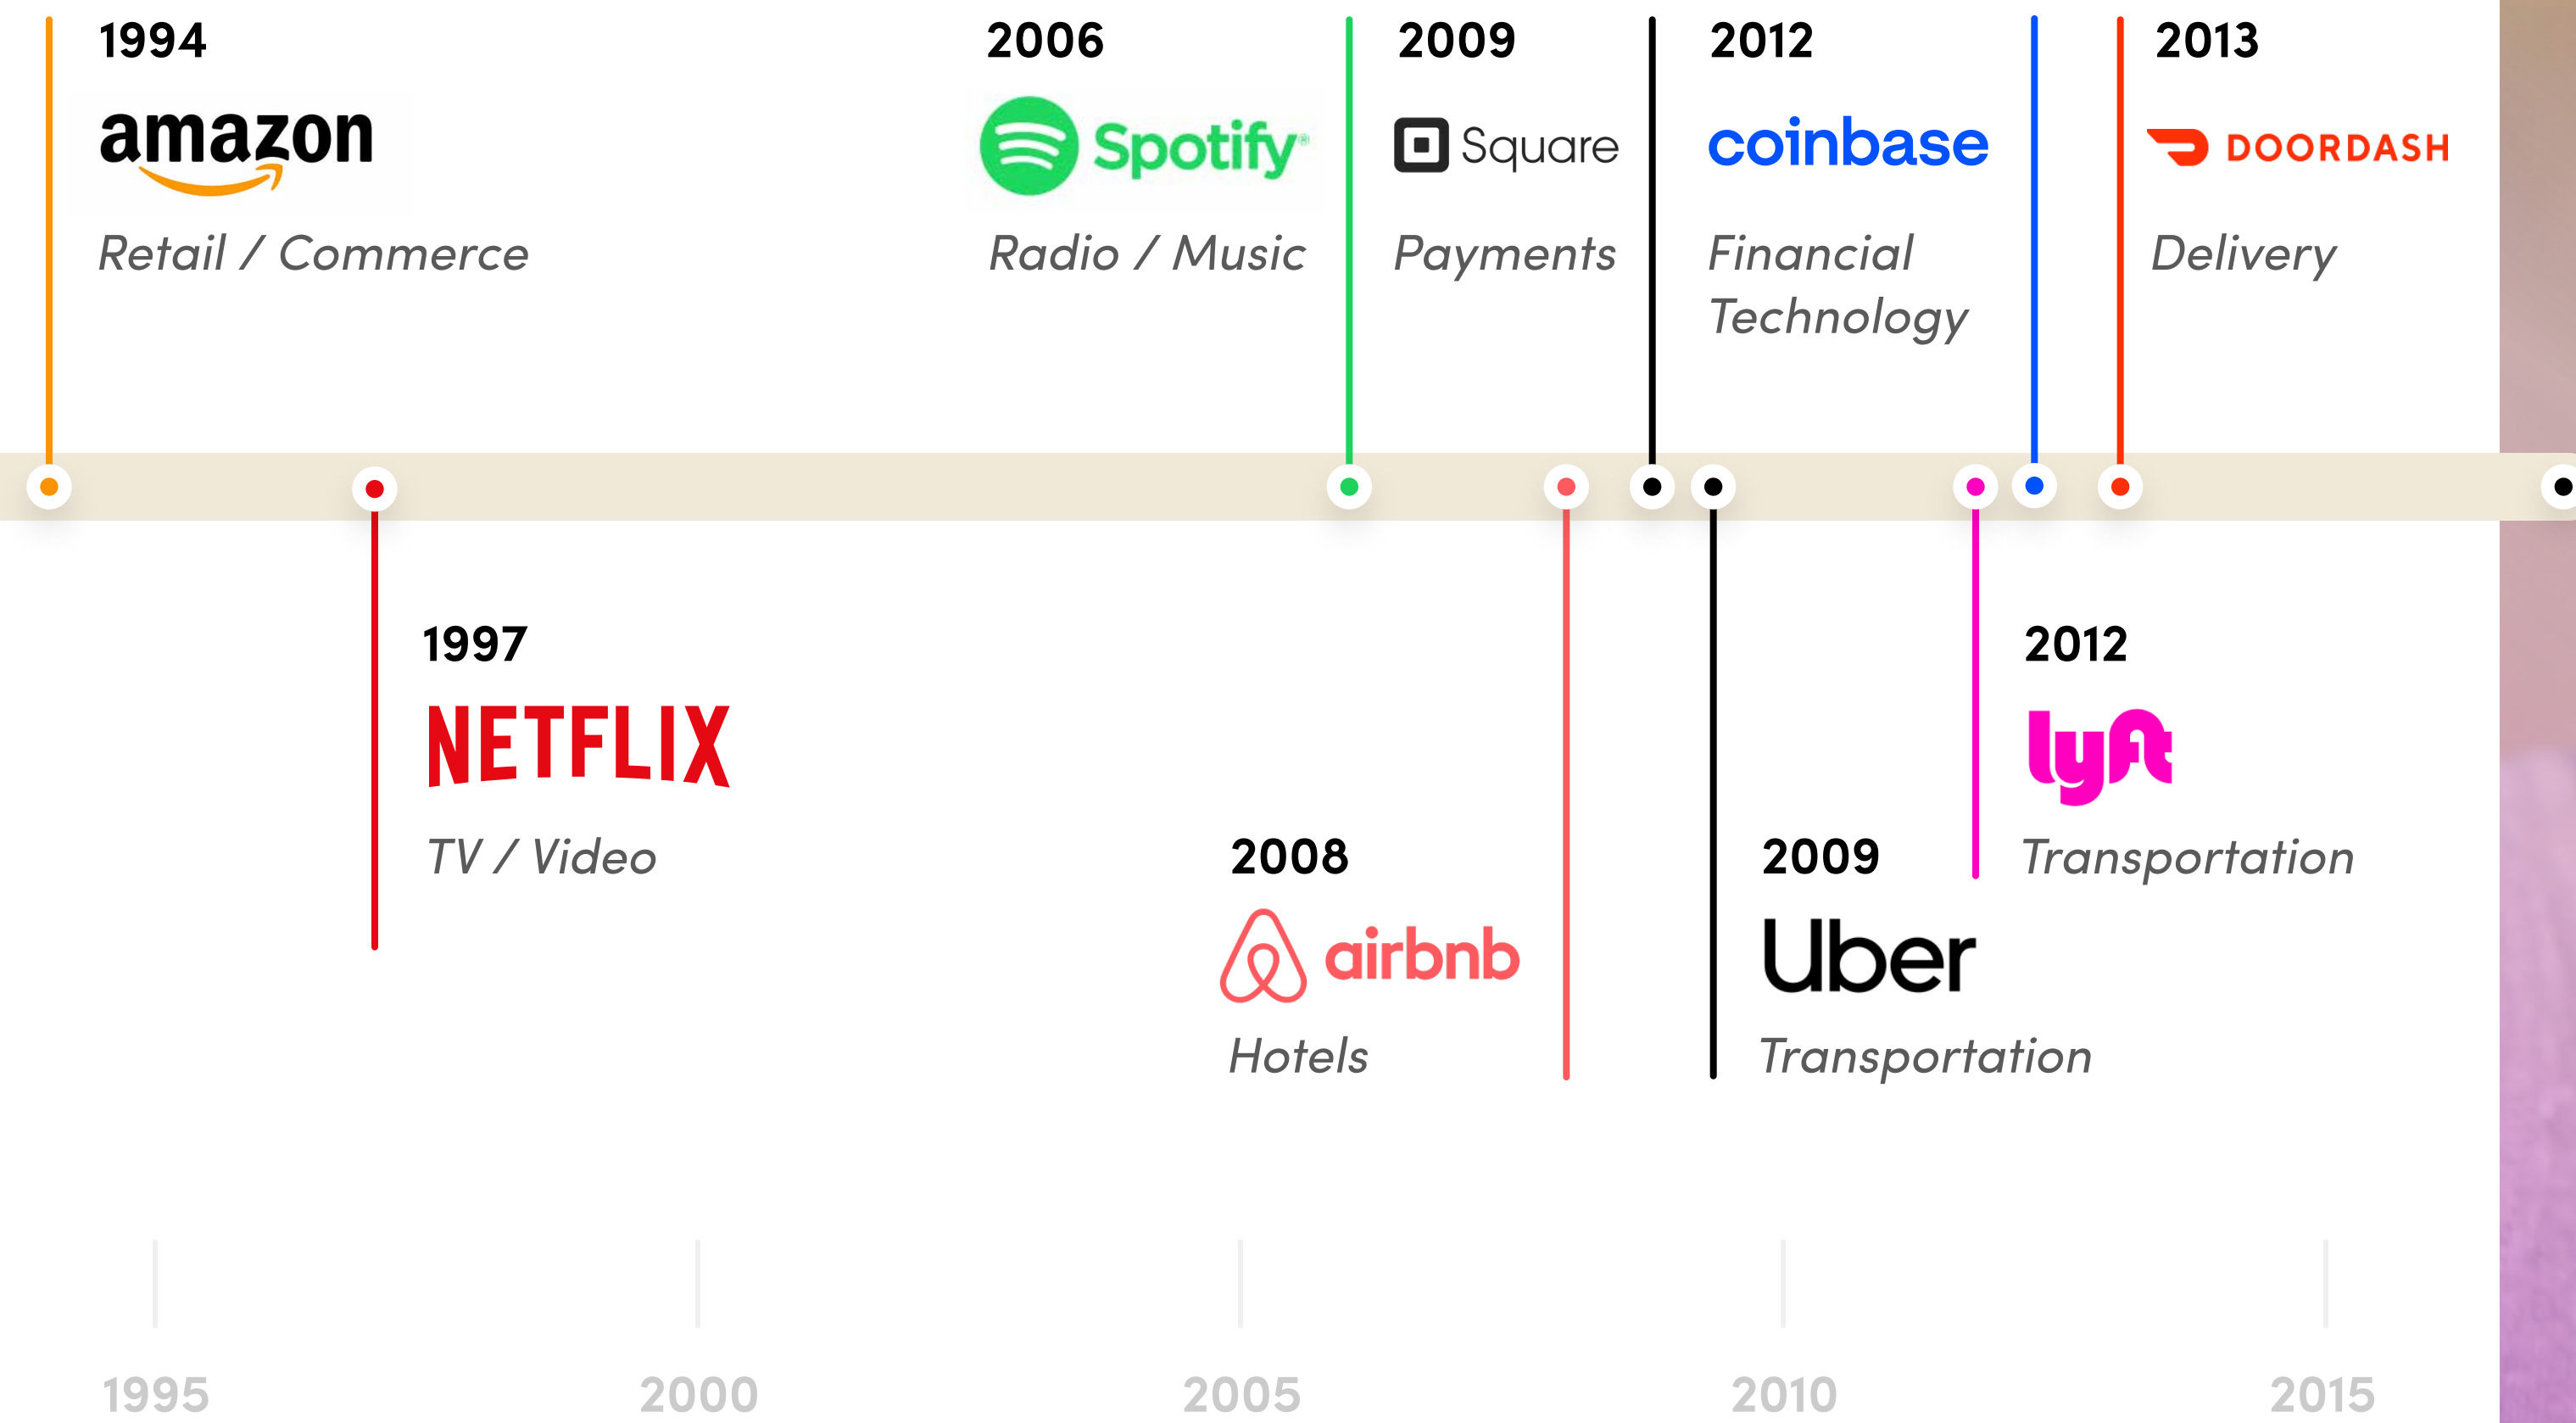 1994
amazon
Retail / Commerce
2006
Spotify®
Radio / Music
2009
Square
Payments
2012
coinbase
Financial
Technology
2013
DOORDASH
Delivery
1997
NETFLIX
TV / Video
2008
airbnb
Hotels
2009
Uber
Transportation
2012
lyft
Transportation
1995
2000
2005
2010
2015